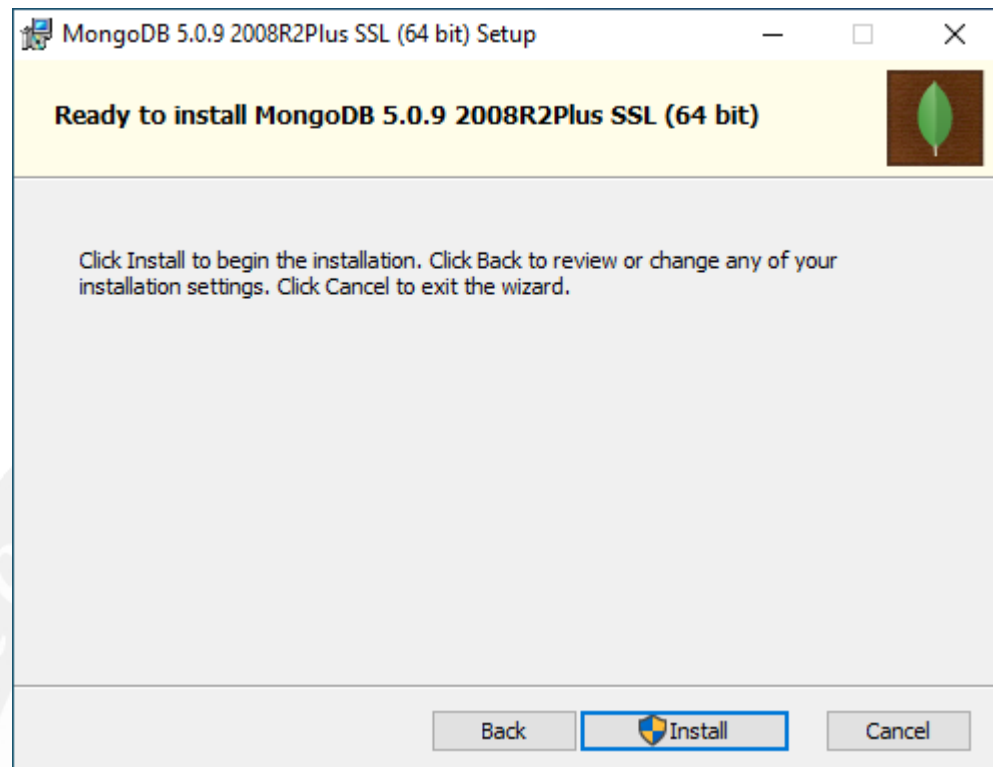 MongoDB 5.0.9 2008R2Plus SSL (64 bit) Setup
Ready to install MongoDB 5.0.9 2008R2Plus SSL (64 bit)
Click Install to begin the installation. Click Back to review or change any of your
installation settings. Click Cancel to exit the wizard.
Back
Install
Cancel